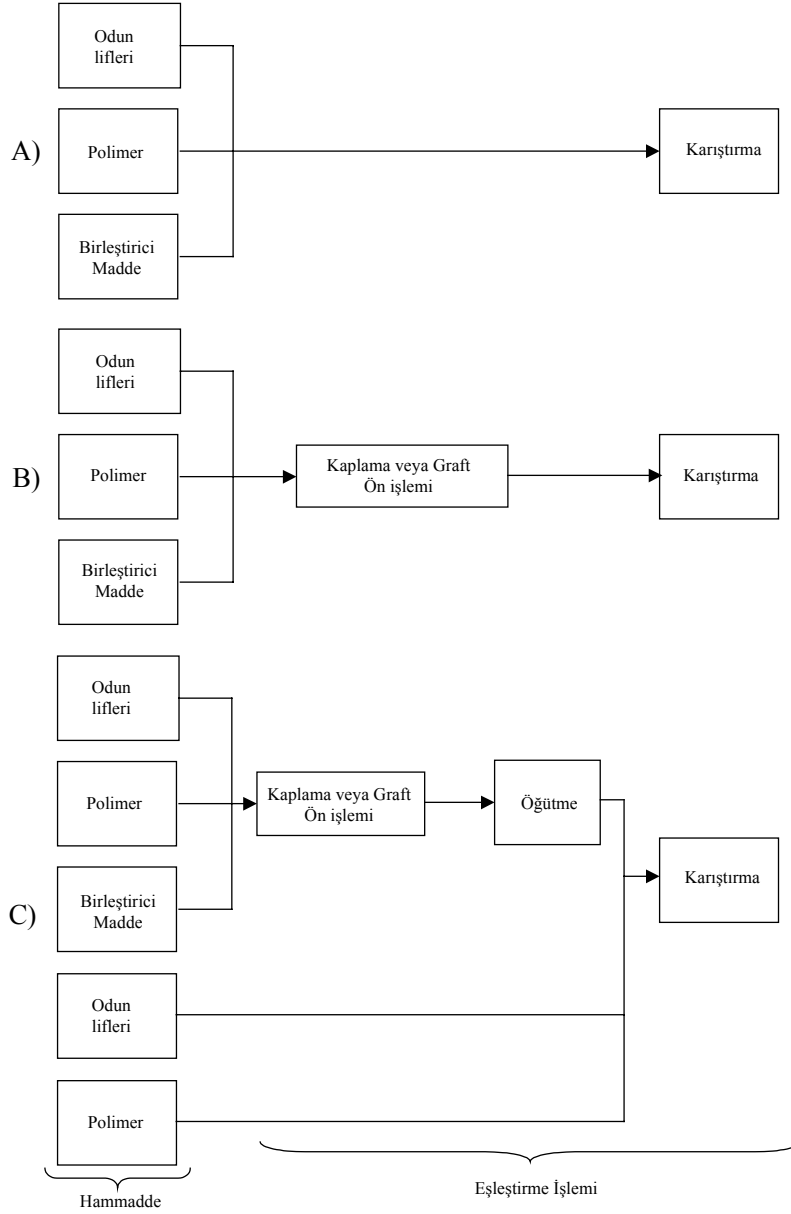 Odun
lifleri
A)
Polimer
Karıştırma
Birleştirici
Madde
Odun
lifleri
B)
Polimer
Kaplama veya Graft
Ön işlemi
Karıştırma
Birleştirici
Madde
Odun
lifleri
Polimer
Kaplama veya Graft
Ön işlemi
Öğütme
Karıştırma
C)
Birleştirici
Madde
Odun
lifleri
Polimer
Hammadde
Eşleştirme İşlemi